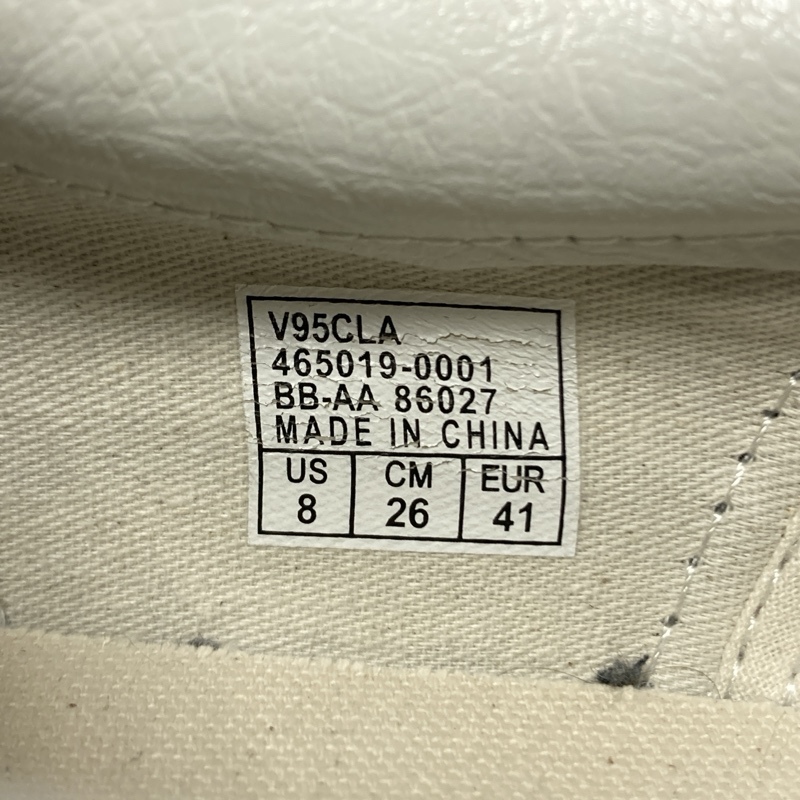 V95CLA
465019-0001
BB-AA 86027
MADE IN CHINA
US CM EUR
8 26 41